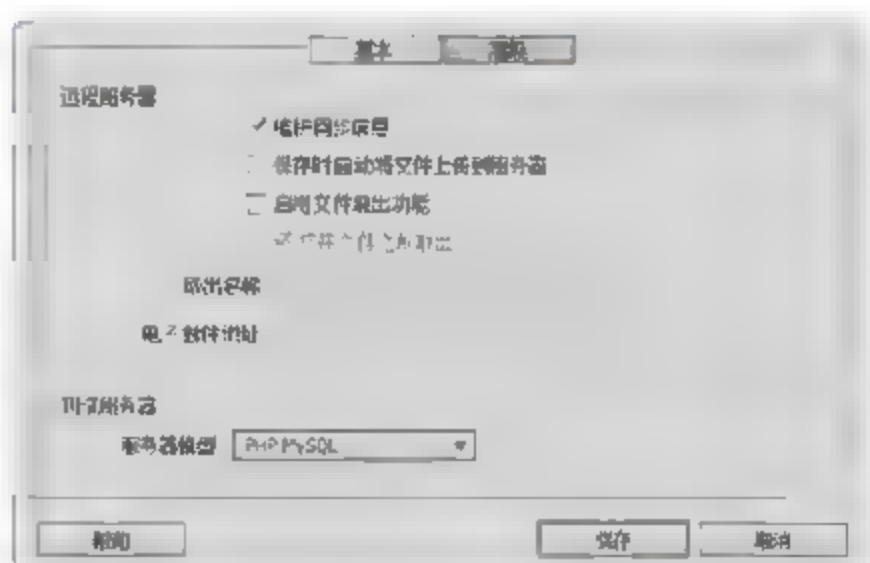 基本 高级
远程服务器
维护同步信息
保存时自动将文件上传到服务器
启用文件取出功能
取出名称
电子邮件地址
测试服务器
服务器模型 PHP MySQL
帮助 保存 取消